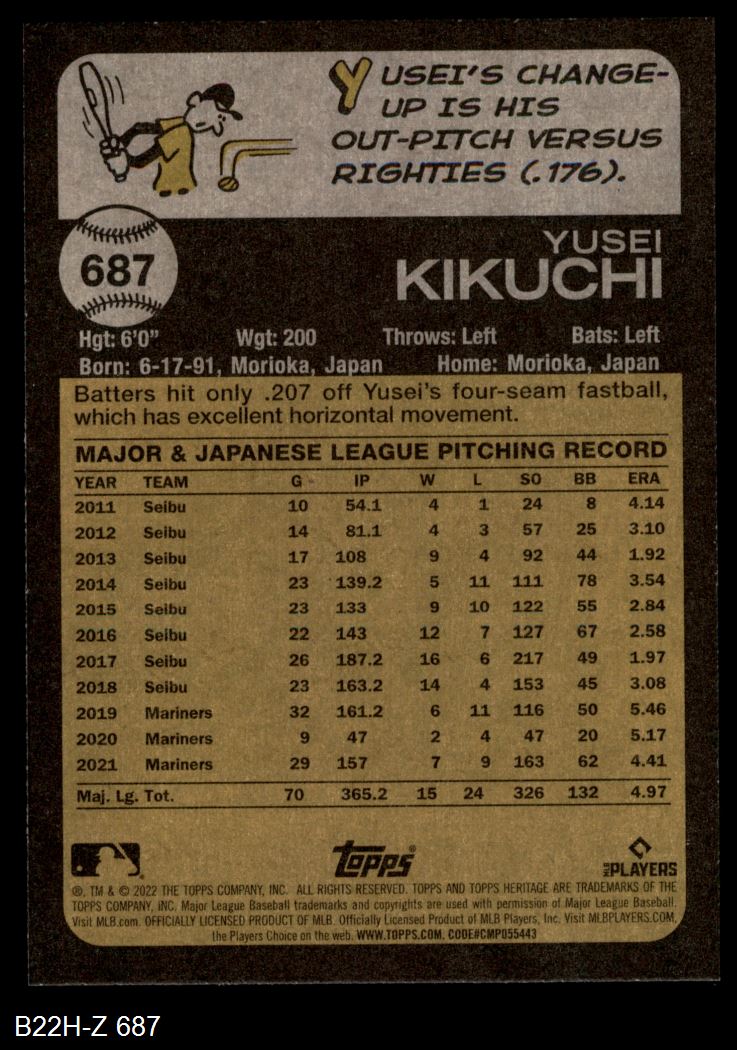 YUSEI'S CHANGE-
UP IS HIS
OUT-PITCH VERSUS
RIGHTIES (.176).
687
YUSEI
KIKUCHI
Hgt: 6'0" Wgt: 200 Throws: Left Bats: Left
Born: 6-17-91, Morioka, Japan Home: Morioka, Japan
Batters hit only .207 off Yusei's four-seam fastball,
which has excellent horizontal movement.
MAJOR & JAPANESE LEAGUE PITCHING RECORD
YEAR TEAM G IP W L SO BB ERA
2011 Seibu 10 54.1 4 1 24 8 4.14
2012 Seibu 14 81.1 4 3 57 25 3.10
2013 Seibu 17 108 9 4 92 44 1.92
2014 Seibu 23 139.2 5 11 111 78 3.54
2015 Seibu 23 133 9 10 122 55 2.84
2016 Seibu 22 143 12 7 127 67 2.58
2017 Seibu 26 187.2 16 6 217 49 1.97
2018 Seibu 23 163.2 14 4 153 45 3.08
2019 Mariners 32 161.2 6 11 116 50 5.46
2020 Mariners 9 47 2 4 47 20 5.17
2021 Mariners 29 157 7 9 163 62 4.41
Maj. Lg. Tot. 70 365.2 15 24 326 132 4.97
Topps® PLAYERS
®, TM & © 2022 THE TOPPS COMPANY, INC. ALL RIGHTS RESERVED. TOPPS AND TOPPS HERITAGE ARE TRADEMARKS OF THE
TOPPS COMPANY, INC. Major League Baseball trademarks and copyrights are used with permission of Major League Baseball.
Visit MLB.com. OFFICIALLY LICENSED PRODUCT OF MLB. Officially Licensed Product of MLB Players, Inc. Visit MLBPLAYERS.COM,
the Players Choice on the web. WWW.TOPPS.COM. CODE#CMP055443
B22H-Z 687